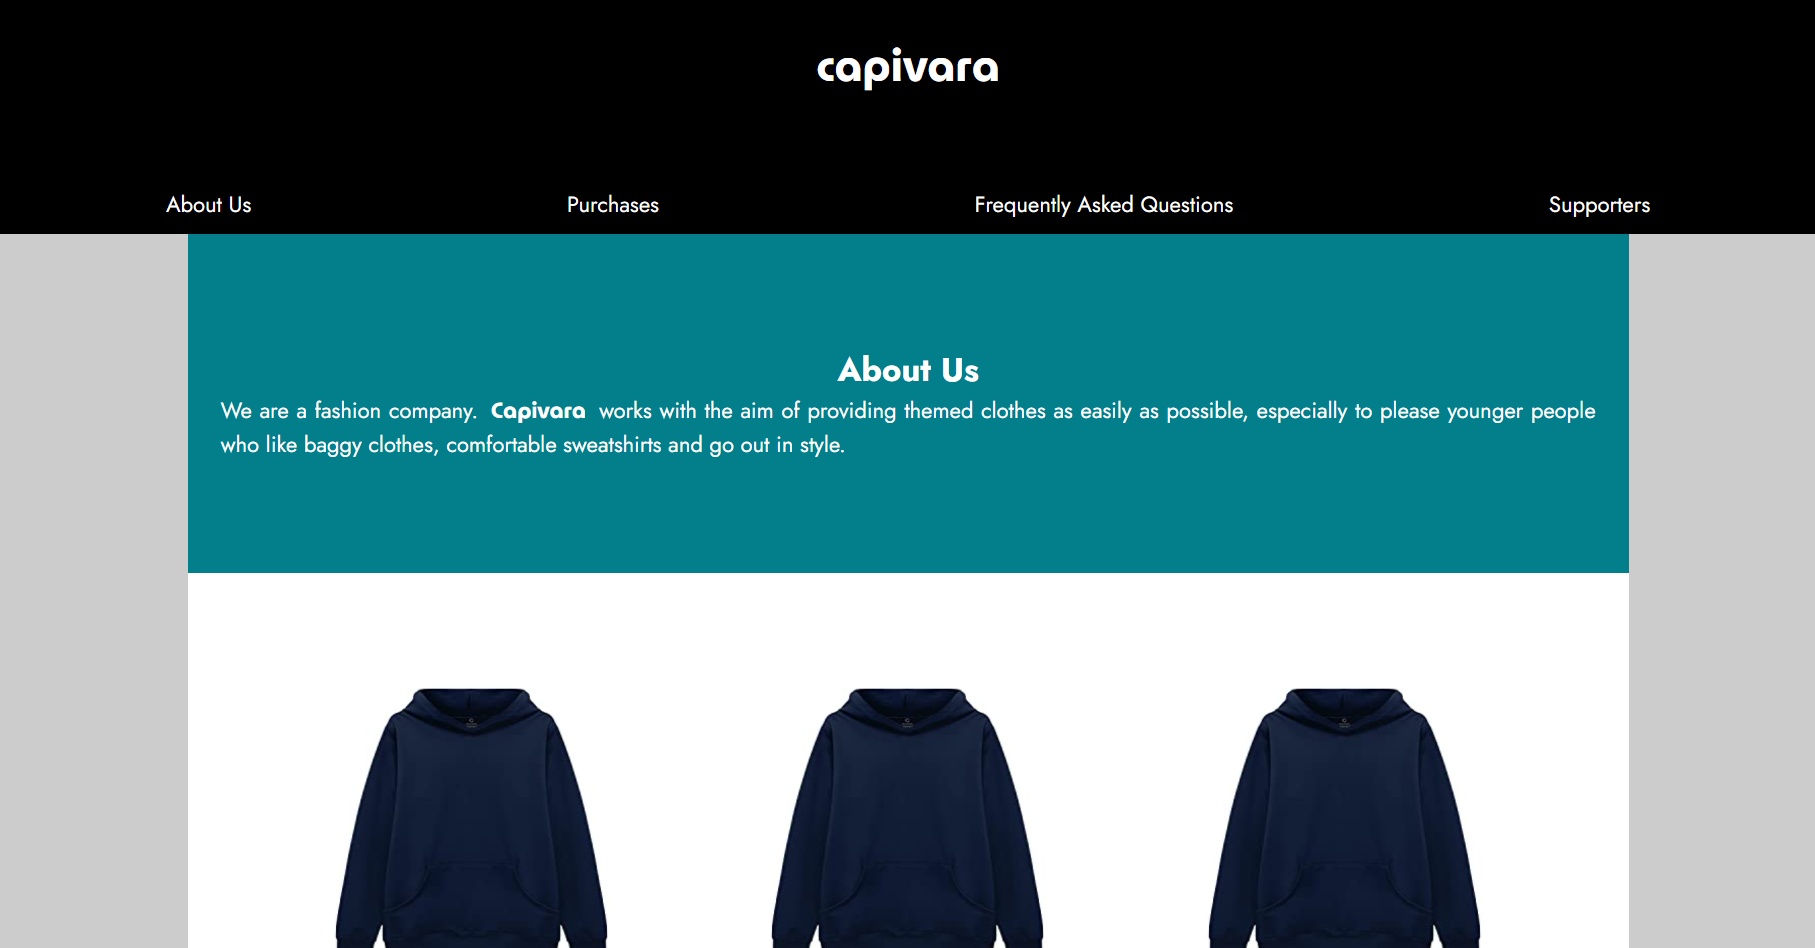 capivara
About Us Purchases Frequently Asked Questions Supporters
About Us
We are a fashion company. Capivara works with the aim of providing themed clothes as easily as possible, especially to please younger people
who like baggy clothes, comfortable sweatshirts and go out in style.